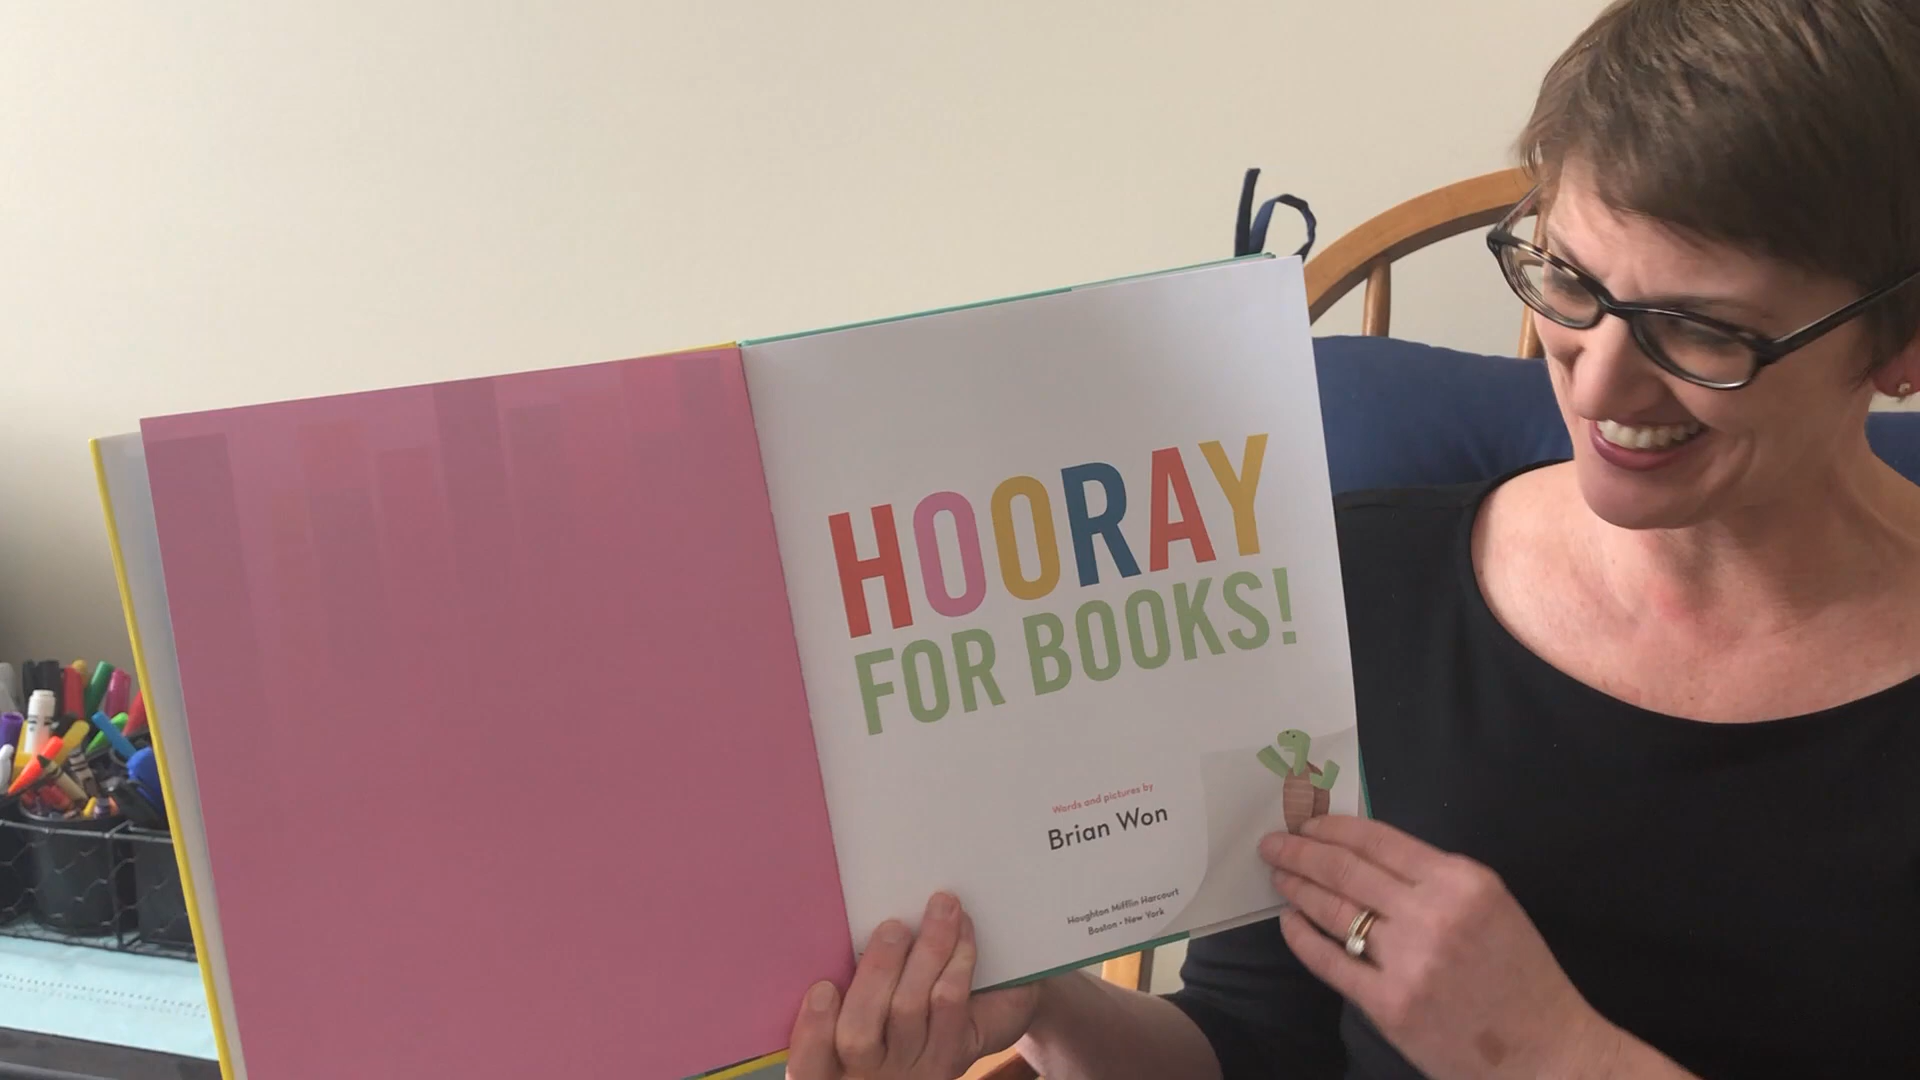 HOORAY
FOR BOOKS!
Words and pictures by
Brian Won
Houghton Mifflin Harcourt
Boston • New York